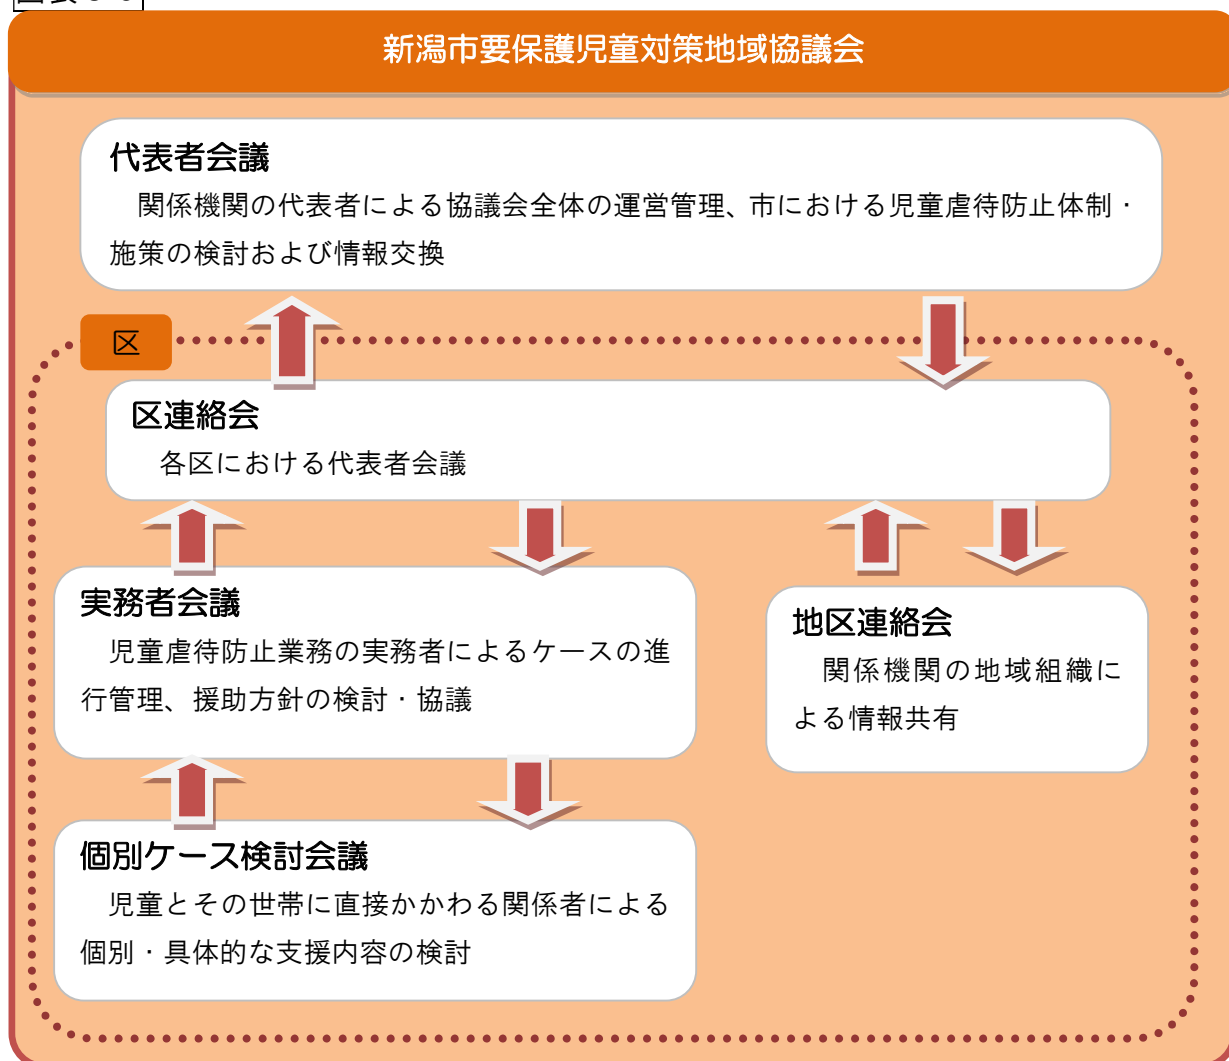 新潟市要保護児童対策地域協議会
代表者会議
関係機関の代表者による協議会全体の運営管理、市における児童虐待防止体制・
施策の検討および情報交換
区
区連絡会
各区における代表者会議
実務者会議
児童虐待防止業務の実務者によるケースの進
行管理、援助方針の検討・協議
地区連絡会
関係機関の地域組織に
よる情報共有
個別ケース検討会議
児童とその世帯に直接かかわる関係者による
個別・具体的な支援内容の検討